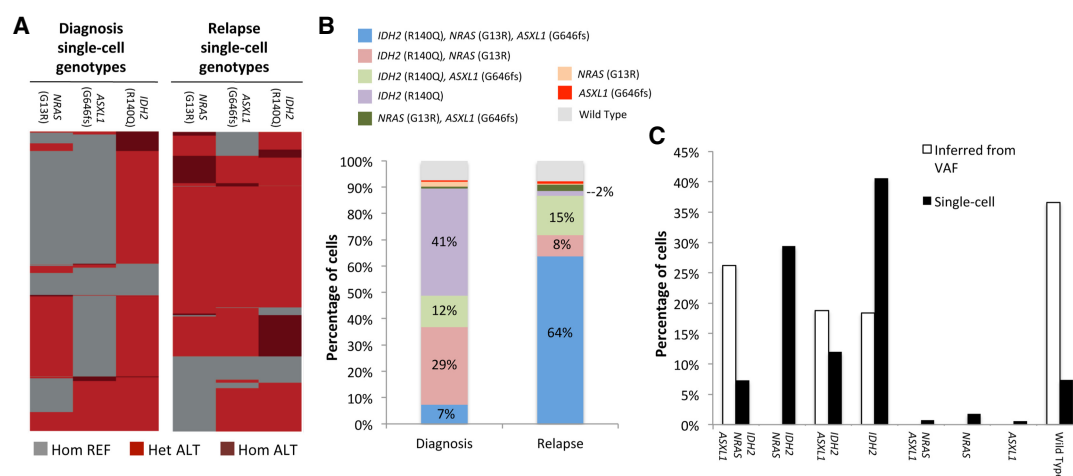 A
Diagnosis
single-cell
genotypes
Relapse
single-cell
genotypes
NRAS
(G13R)
ASXL1
(G646fs)
IDH2
(R140Q)
NRAS
(G13R)
ASXL1
(G646fs)
IDH2
(R140Q)
Hom REF
Het ALT
Hom ALT
B
IDH2 (R140Q), NRAS (G13R), ASXL1 (G646fs)
IDH2 (R140Q), NRAS (G13R)
IDH2 (R140Q), ASXL1 (G646fs)
IDH2 (R140Q)
NRAS (G13R), ASXL1 (G646fs)
NRAS (G13R)
ASXL1 (G646fs)
Wild Type
Percentage of cells
100%
90%
80%
70%
60%
50%
40%
30%
20%
10%
0%
41%
12%
29%
7%
--2%
15%
8%
64%
Diagnosis
Relapse
C
Inferred from
VAF
Single-cell
Percentage of cells
45%
40%
35%
30%
25%
20%
15%
10%
5%
0%
IDH2
NRAS
ASXL1
IDH2
NRAS
IDH2
ASXL1
IDH2
NRAS
ASXL1
NRAS
ASXL1
Wild Type